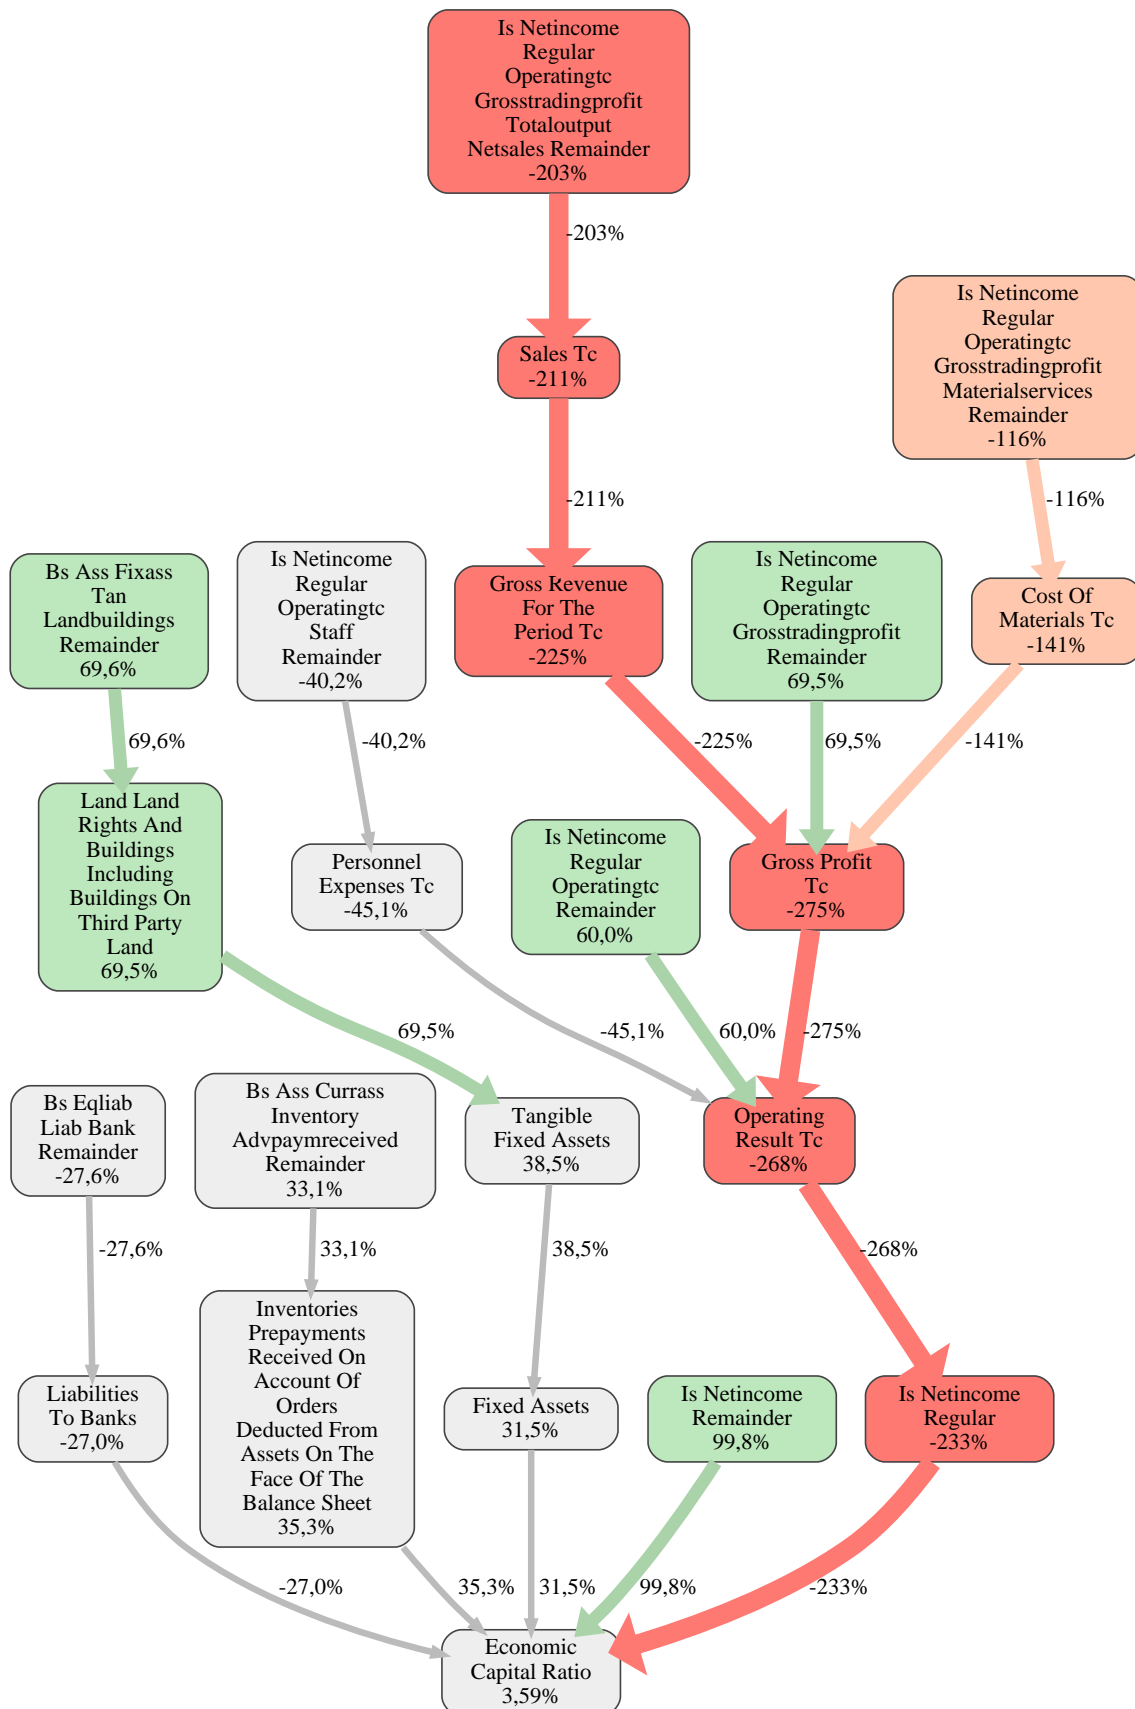 Is Netincome
Regular
Operatingtc
Grosstradingprofit
Totaloutput
Netsales Remainder
-203%
-203%
Is Netincome
Regular
Operatingtc
Grosstradingprofit
Materialservices
Remainder
-116%
Sales Tc
-211%
-211%
-116%
Bs Ass Fixass
Tan
Landbuildings
Remainder
69,6%
Is Netincome
Regular
Operatingtc
Staff
Remainder
-40,2%
Gross Revenue
For The
Period Tc
-225%
Is Netincome
Regular
Operatingtc
Grosstradingprofit
Remainder
69,5%
Cost Of
Materials Tc
-141%
69,6%
-40,2%
-225%
69,5%
-141%
Land Land
Rights And
Buildings
Including
Buildings On
Third Party
Land
69,5%
Personnel
Expenses Tc
-45,1%
Is Netincome
Regular
Operatingtc
Remainder
60,0%
Gross Profit
Tc
-275%
69,5%
-45,1%
60,0%
-275%
Bs Eqliab
Liab Bank
Remainder
-27,6%
Bs Ass Currass
Inventory
Advpaymreceived
Remainder
33,1%
Tangible
Fixed Assets
38,5%
Operating
Result Tc
-268%
-27,6%
33,1%
38,5%
-268%
Liabilities
To Banks
-27,0%
Inventories
Prepayments
Received On
Account Of
Orders
Deducted From
Assets On The
Face Of The
Balance Sheet
35,3%
Fixed Assets
31,5%
Is Netincome
Remainder
99,8%
Is Netincome
Regular
-233%
-27,0%
35,3%
31,5%
99,8%
-233%
Economic
Capital Ratio
3,59%